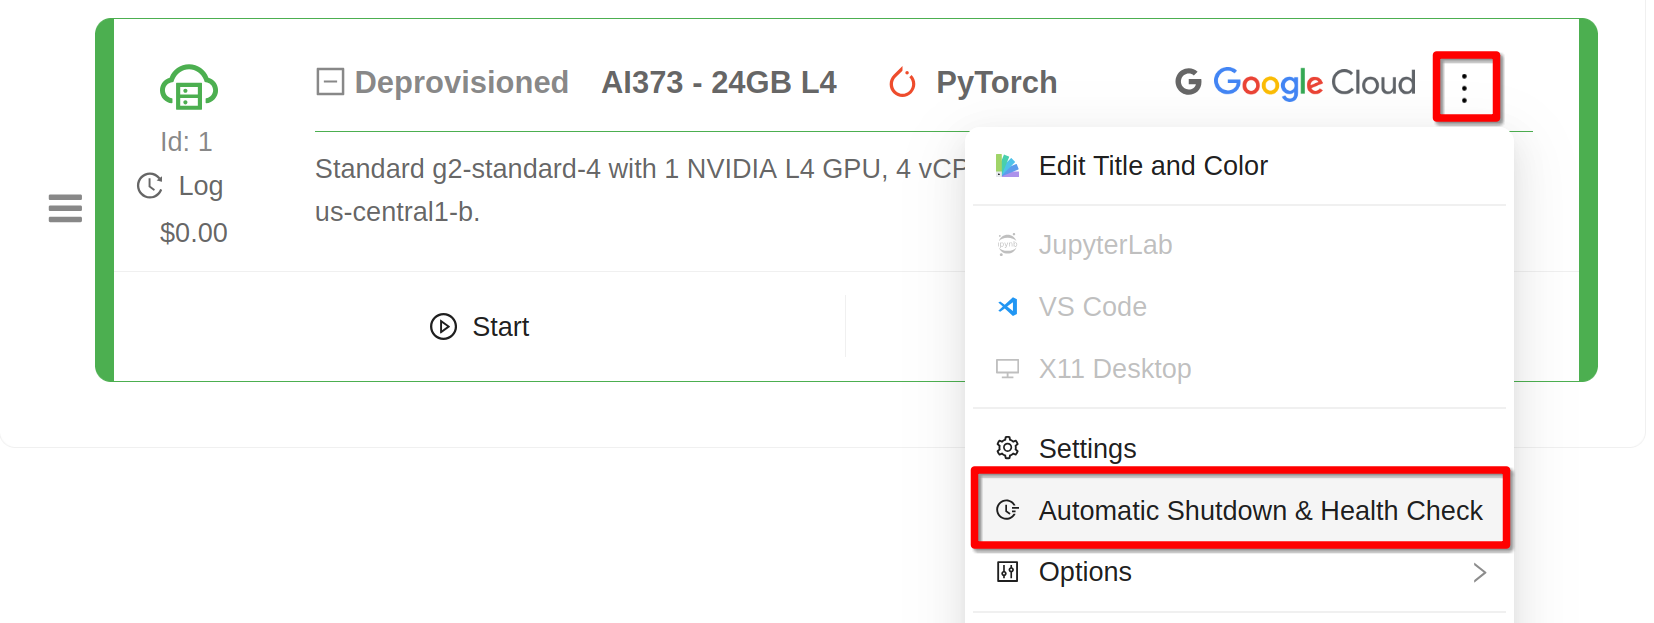 Deprovisioned AI373 - 24GB L4 PyTorch G Google Cloud
Id: 1
Log
$0.00
Standard g2-standard-4 with 1 NVIDIA L4 GPU, 4 vCP
us-central1-b.
Start
Edit Title and Color
JupyterLab
VS Code
X11 Desktop
Settings
Automatic Shutdown & Health Check
Options